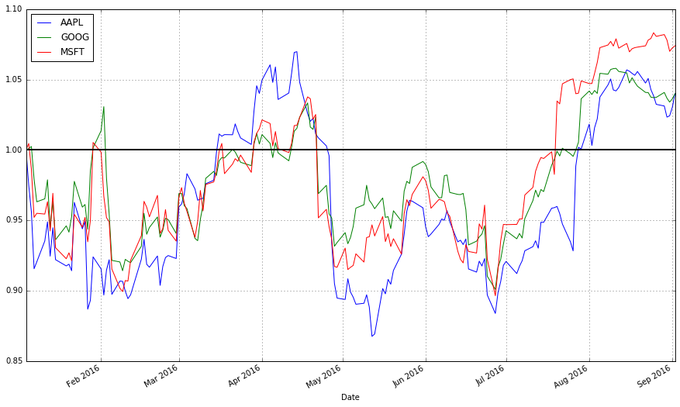 1.10
AAPL
GOOG
MSFT
1.05
1.00
0.95
0.90
0.85
Feb 2016
Mar 2016
Apr 2016
May 2016
Jun 2016
Jul 2016
Aug 2016
Sep 2016
Date